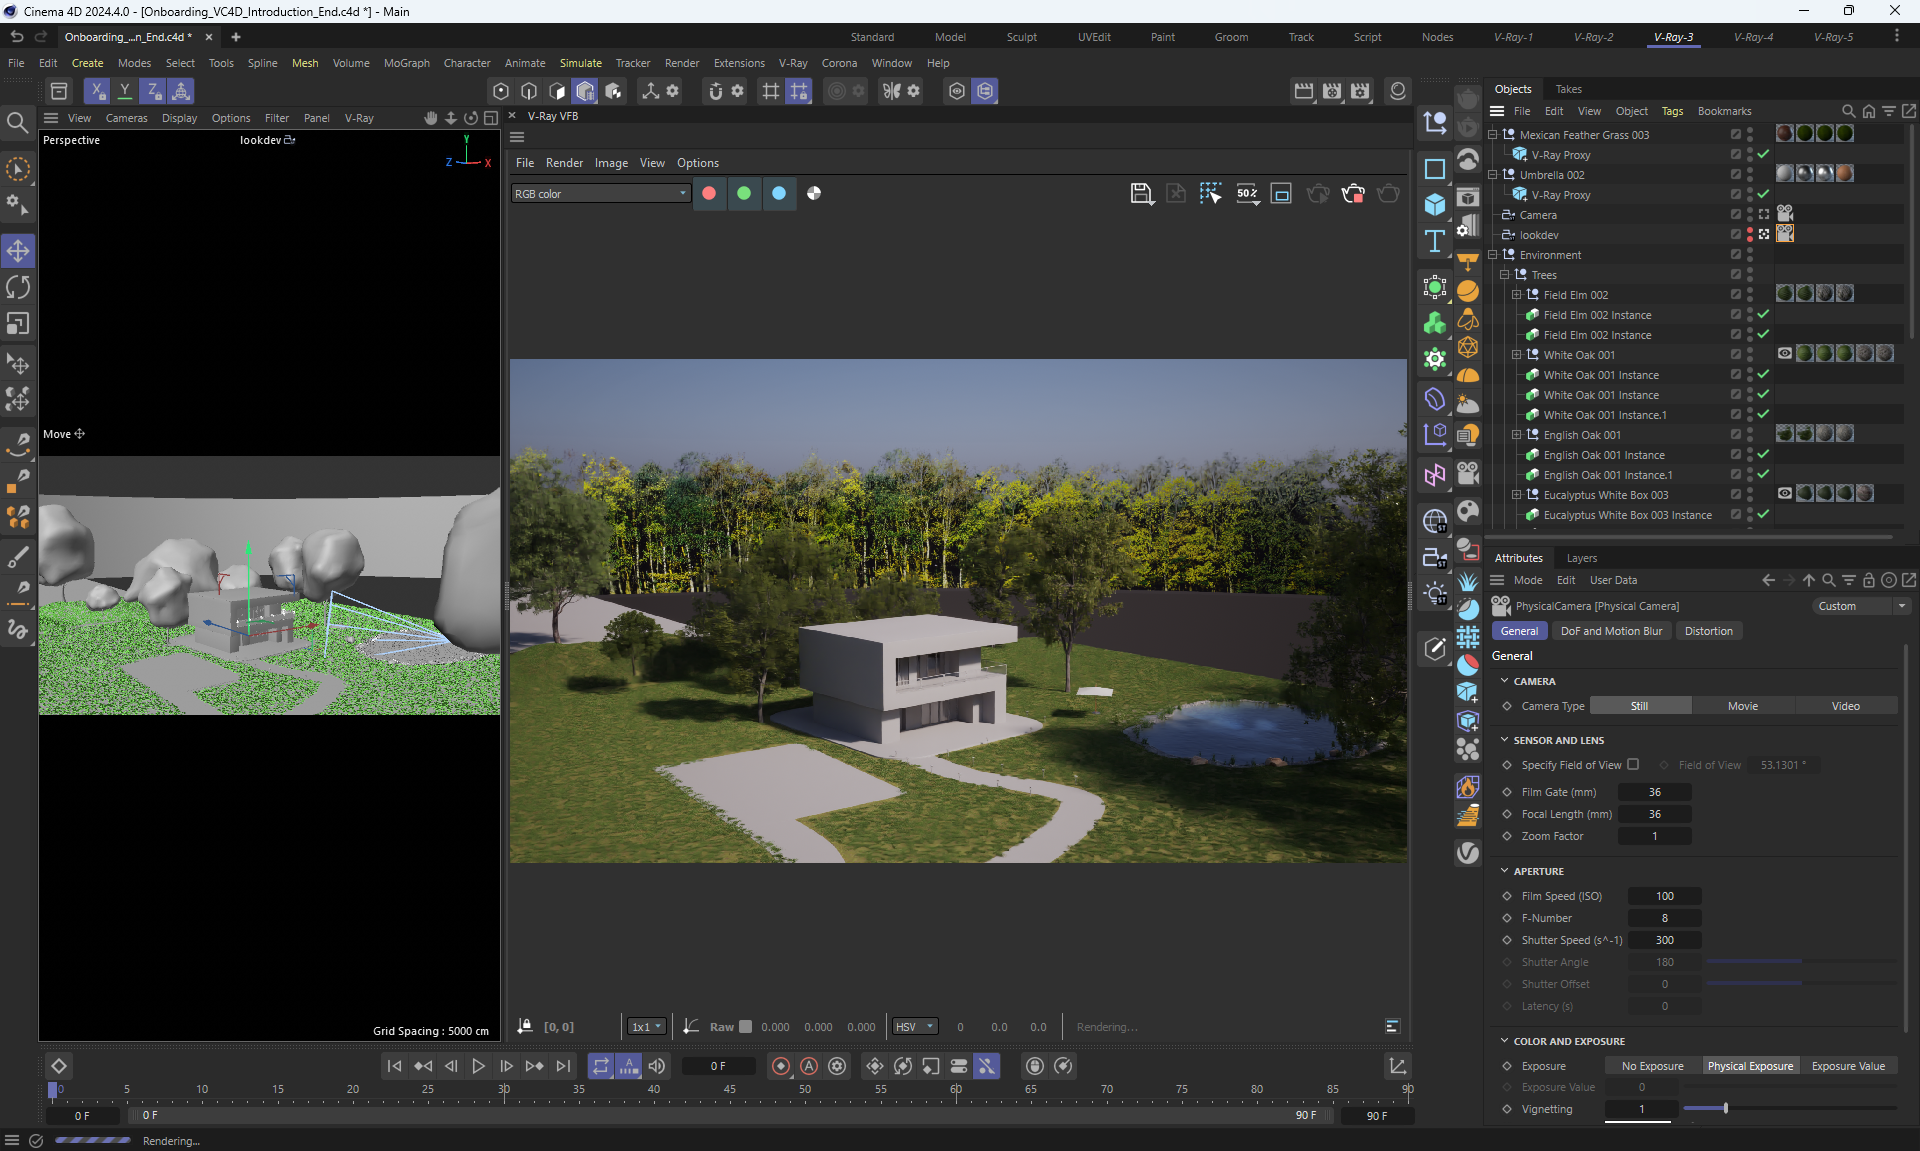 Cinema 4D 2024.4.0 - [Onboarding_VC4D_Introduction_End.c4d *] - Main
Onboarding_...n_End.c4d *
Standard Model Sculpt UVEdit Paint Groom Track Script Nodes V-Ray-1 V-Ray-2 V-Ray-3 V-Ray-4 V-Ray-5
File Edit Create Modes Select Tools Spline Mesh Volume MoGraph Character Animate Simulate Tracker Render Extensions V-Ray Corona Window Help
X Y Z
View Cameras Display Options Filter Panel V-Ray
Perspective
lookdev
Y
Z X
Move
Grid Spacing : 5000 cm
V-Ray VFB
File Render Image View Options
RGB color
50%
[0, 0]
1x1
Raw 0.000 0.000 0.000
HSV
0 0.0 0.0
Rendering...
Objects Takes
File Edit View Object Tags Bookmarks
Mexican Feather Grass 003
V-Ray Proxy
Umbrella 002
V-Ray Proxy
Camera
lookdev
Environment
Trees
Field Elm 002
Field Elm 002 Instance
Field Elm 002 Instance
White Oak 001
White Oak 001 Instance
White Oak 001 Instance
White Oak 001 Instance.1
English Oak 001
English Oak 001 Instance
English Oak 001 Instance.1
Eucalyptus White Box 003
Eucalyptus White Box 003 Instance
ST
ST
ST
Attributes Layers
Mode Edit User Data
PhysicalCamera [Physical Camera]
Custom
General DoF and Motion Blur Distortion
General
CAMERA
Camera Type Still Movie Video
SENSOR AND LENS
Specify Field of View Field of View 53.1301 °
Film Gate (mm) 36
Focal Length (mm) 36
Zoom Factor 1
APERTURE
Film Speed (ISO) 100
F-Number 8
Shutter Speed (s^-1) 300
Shutter Angle 180
Shutter Offset 0
Latency (s) 0
COLOR AND EXPOSURE
Exposure No Exposure Physical Exposure Exposure Value
Exposure Value 0
Vignetting 1
0 F
0 5 10 15 20 25 30 35 40 45 50 55 60 65 70 75 80 85 90
0 F 0 F 90 F 90 F
Rendering...